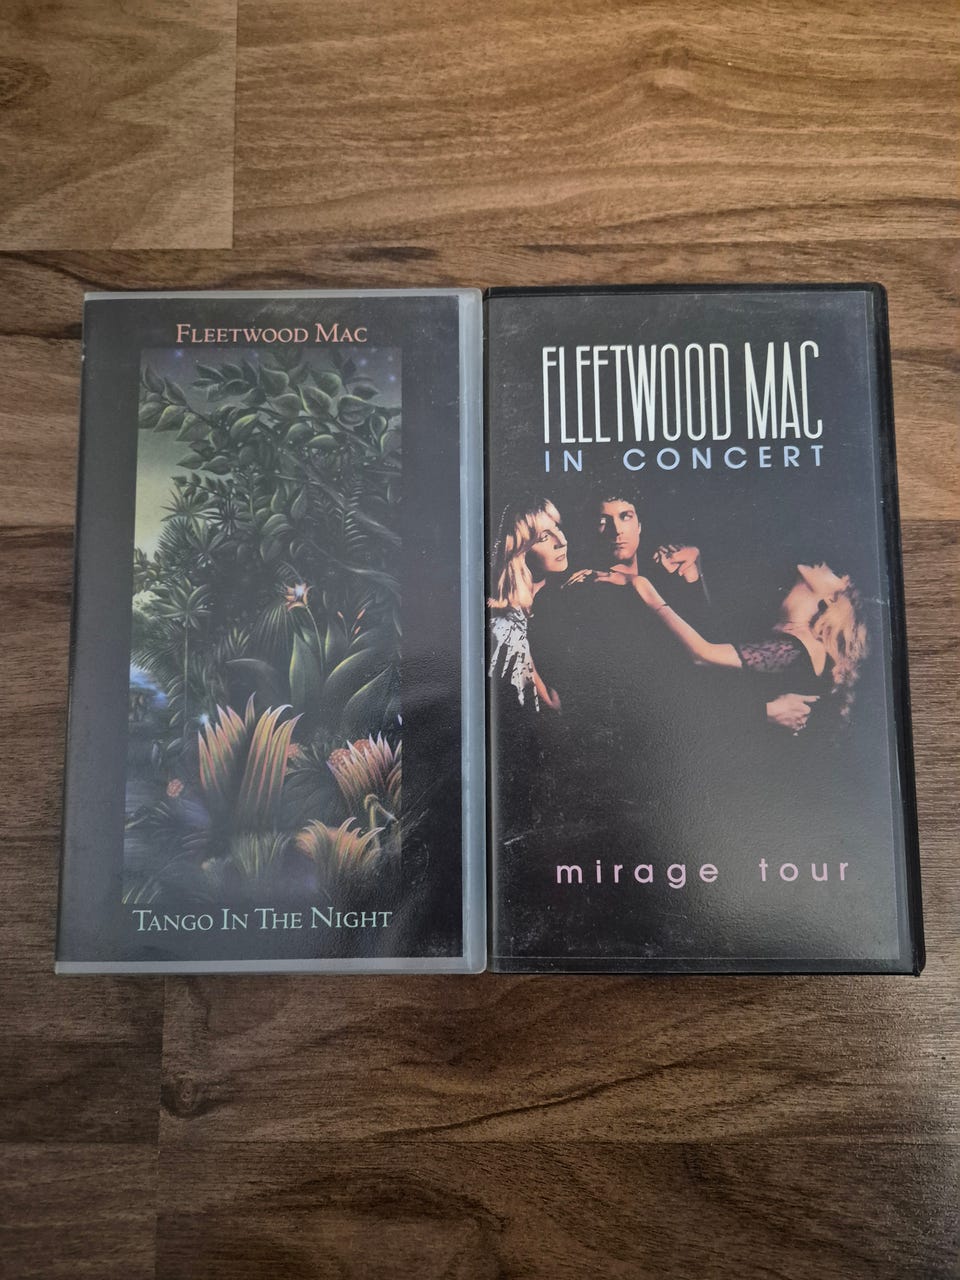 FLEETWOOD MAC
TANGO IN THE NIGHT
FLEETWOOD MAC
IN CONCERT
mirage tour